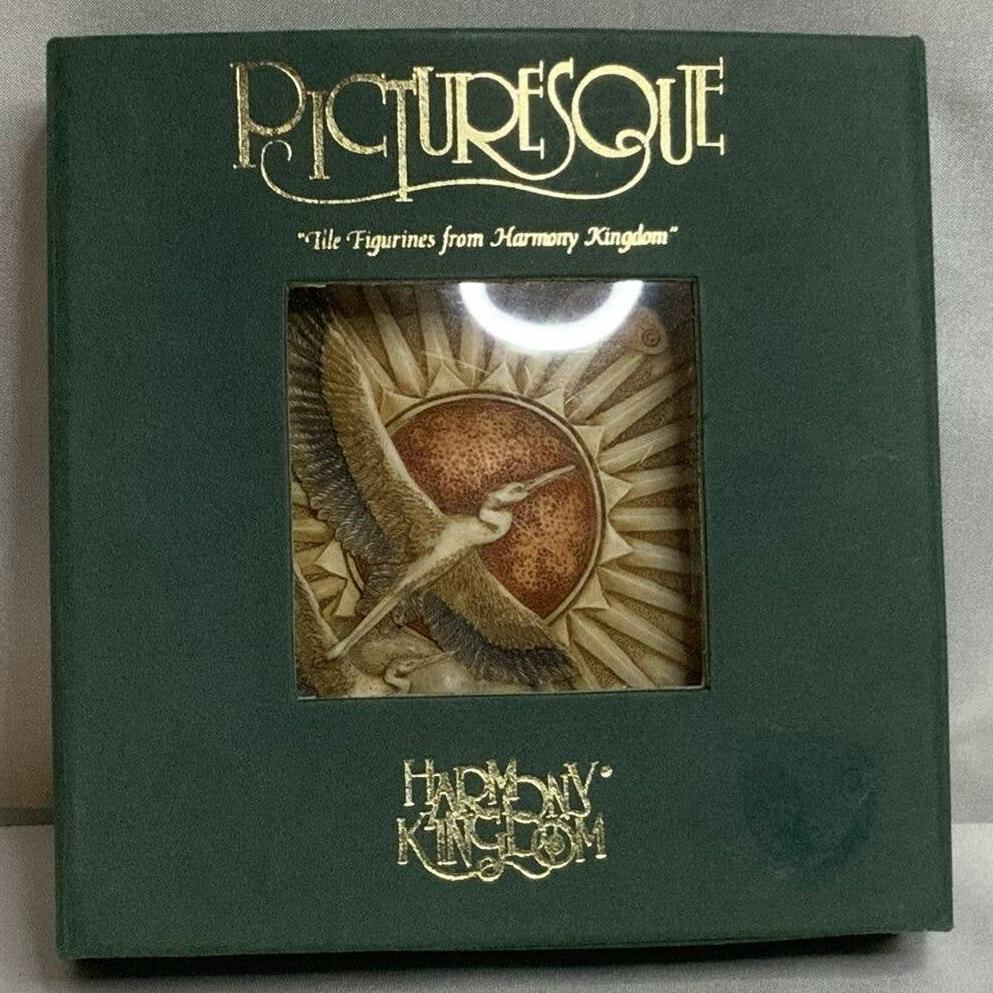 PICTURESQUE
"Tile Figurines from Harmony Kingdom"
©
HARMONY®
KINGDOM